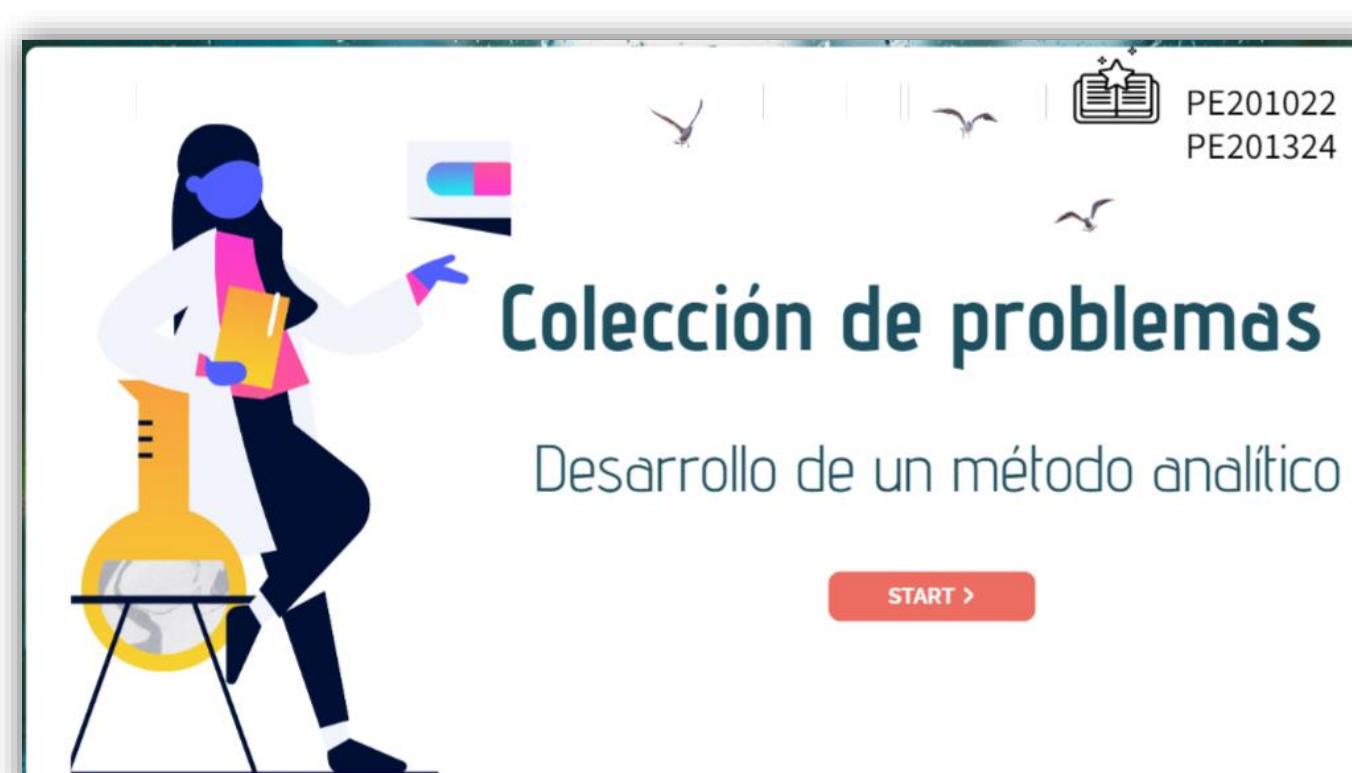 PE201022
PE201324
Colección de problemas
Desarrollo de un método analítico
START >